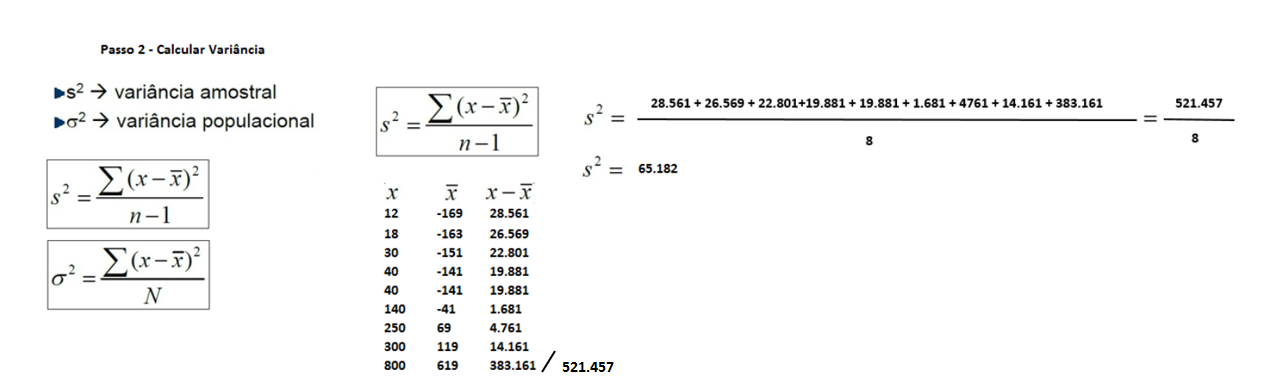 Passo 2 - Calcular Variância
s² → variância amostral
σ² → variância populacional
s² = ∑(x − x̅)² / n − 1
σ² = ∑(x − x̅)² / N
s² = ∑(x − x̅)² / n − 1
x x̅ x − x̅
12 -169 28.561
18 -163 26.569
30 -151 22.801
40 -141 19.881
40 -141 19.881
140 -41 1.681
250 69 4.761
300 119 14.161
800 619 383.161 / 521.457
s² = 28.561 + 26.569 + 22.801+19.881 + 19.881 + 1.681 + 4761 + 14.161 + 383.161 / 8 = 521.457 / 8
s² = 65.182